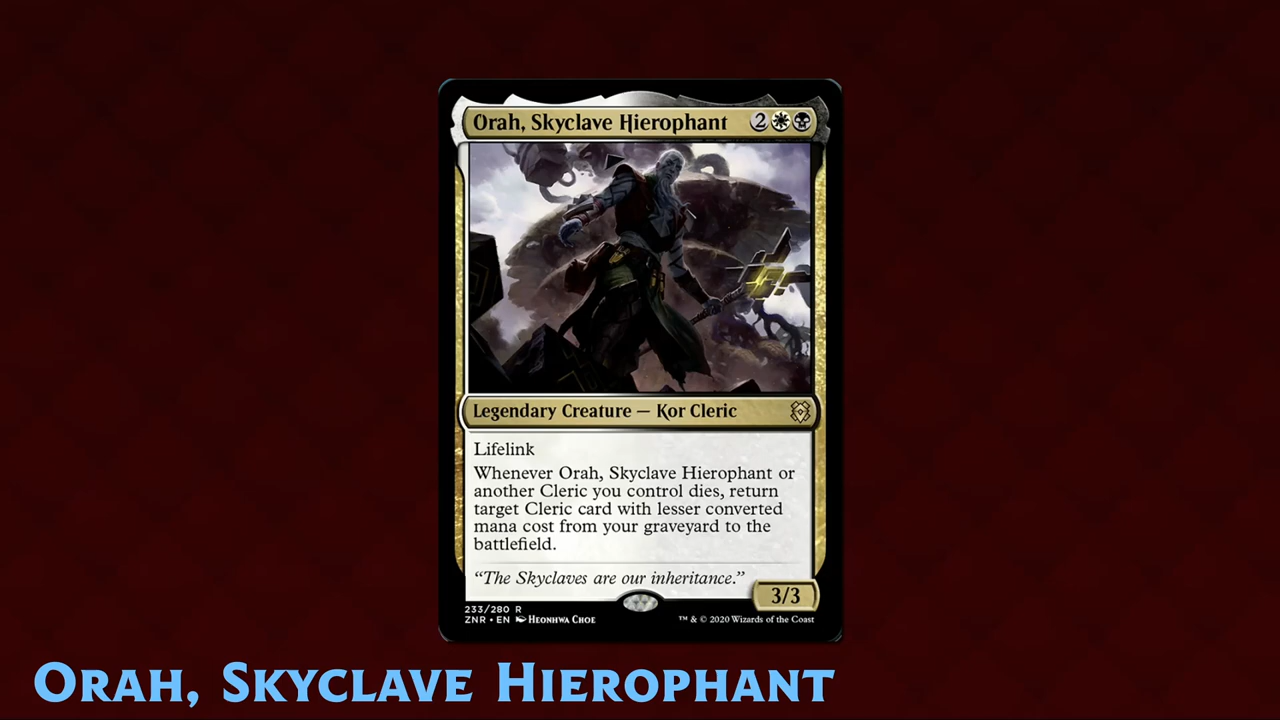 Orah, Skyclave Hierophant 2
Legendary Creature — Kor Cleric
Lifelink
Whenever Orah, Skyclave Hierophant or
another Cleric you control dies, return
target Cleric card with lesser converted
mana cost from your graveyard to the
battlefield.
“The Skyclaves are our inheritance.”
3/3
233/280 R
ZNR • EN Heonhwa Choe
™ & © 2020 Wizards of the Coast
Orah, Skyclave Hierophant